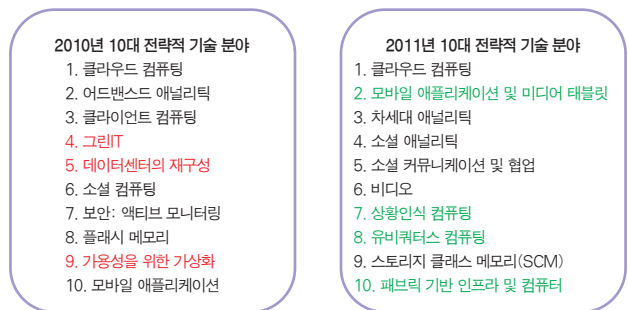 2010년 10대 전략적 기술 분야
1. 클라우드 컴퓨팅
2. 어드밴스드 애널리틱
3. 클라이언트 컴퓨팅
4. 그린IT
5. 데이터센터의 재구성
6. 소셜 컴퓨팅
7. 보안: 액티브 모니터링
8. 플래시 메모리
9. 가용성을 위한 가상화
10. 모바일 애플리케이션
2011년 10대 전략적 기술 분야
1. 클라우드 컴퓨팅
2. 모바일 애플리케이션 및 미디어 태블릿
3. 차세대 애널리틱
4. 소셜 애널리틱
5. 소셜 커뮤니케이션 및 협업
6. 비디오
7. 상황인식 컴퓨팅
8. 유비쿼터스 컴퓨팅
9. 스토리지 클래스 메모리(SCM)
10. 패브릭 기반 인프라 및 컴퓨터